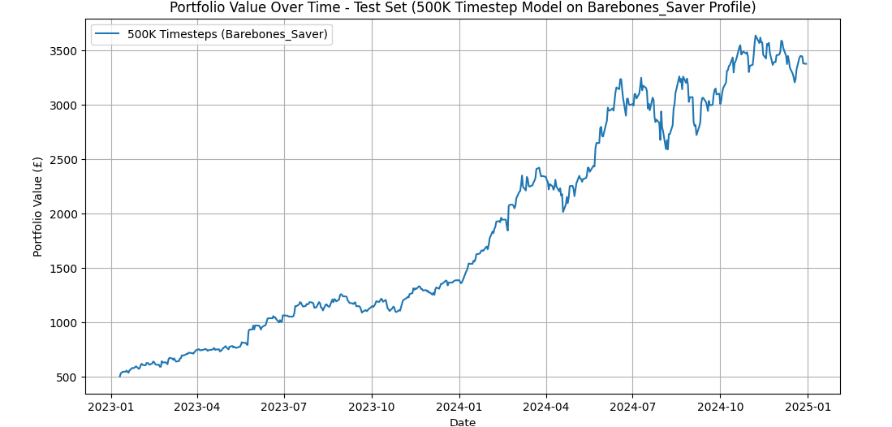 Portfolio Value Over Time - Test Set (500K Timestep Model on Barebones_Saver Profile)
500K Timesteps (Barebones_Saver)
Portfolio Value (£)
3500
3000
2500
2000
1500
1000
500
2023-01 2023-04 2023-07 2023-10 2024-01 2024-04 2024-07 2024-10 2025-01
Date